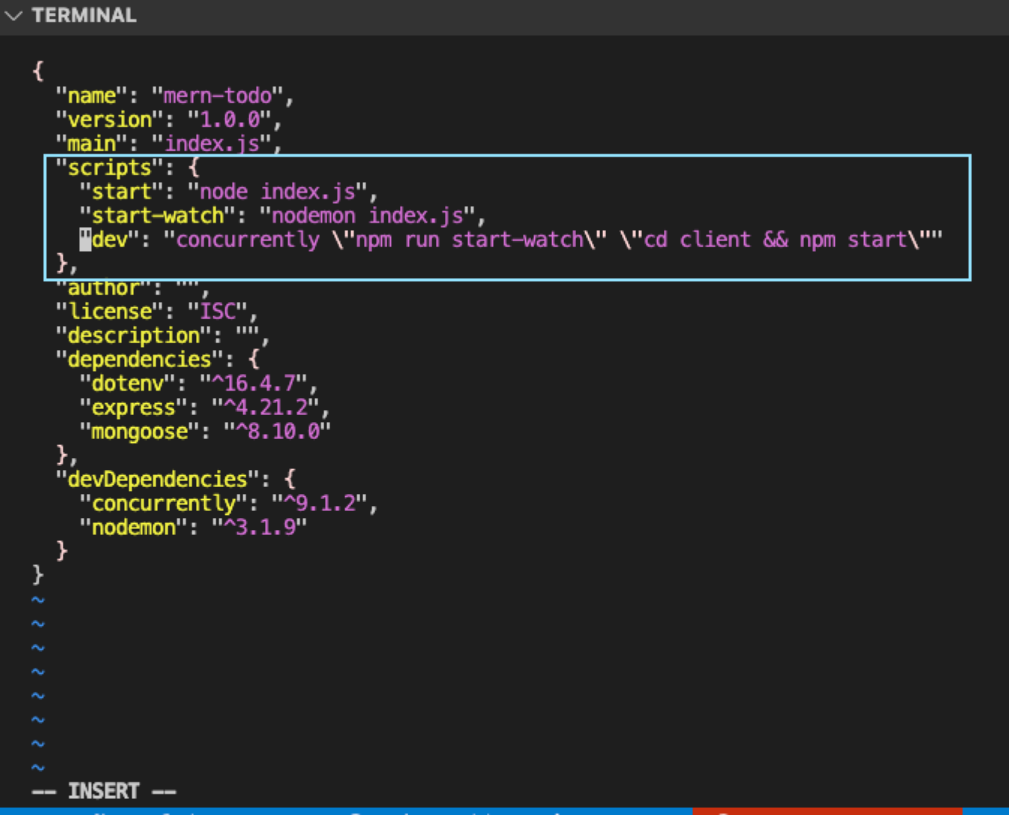 TERMINAL
{
  "name": "mern-todo",
  "version": "1.0.0",
  "main": "index.js",
  "scripts": {
    "start": "node index.js",
    "start-watch": "nodemon index.js",
    "dev": "concurrently \"npm run start-watch\" \"cd client && npm start\""
  },
  "author": "",
  "license": "ISC",
  "description": "",
  "dependencies": {
    "dotenv": "^16.4.7",
    "express": "^4.21.2",
    "mongoose": "^8.10.0"
  },
  "devDependencies": {
    "concurrently": "^9.1.2",
    "nodemon": "^3.1.9"
  }
}
~
~
~
~
~
~
~
~
-- INSERT --